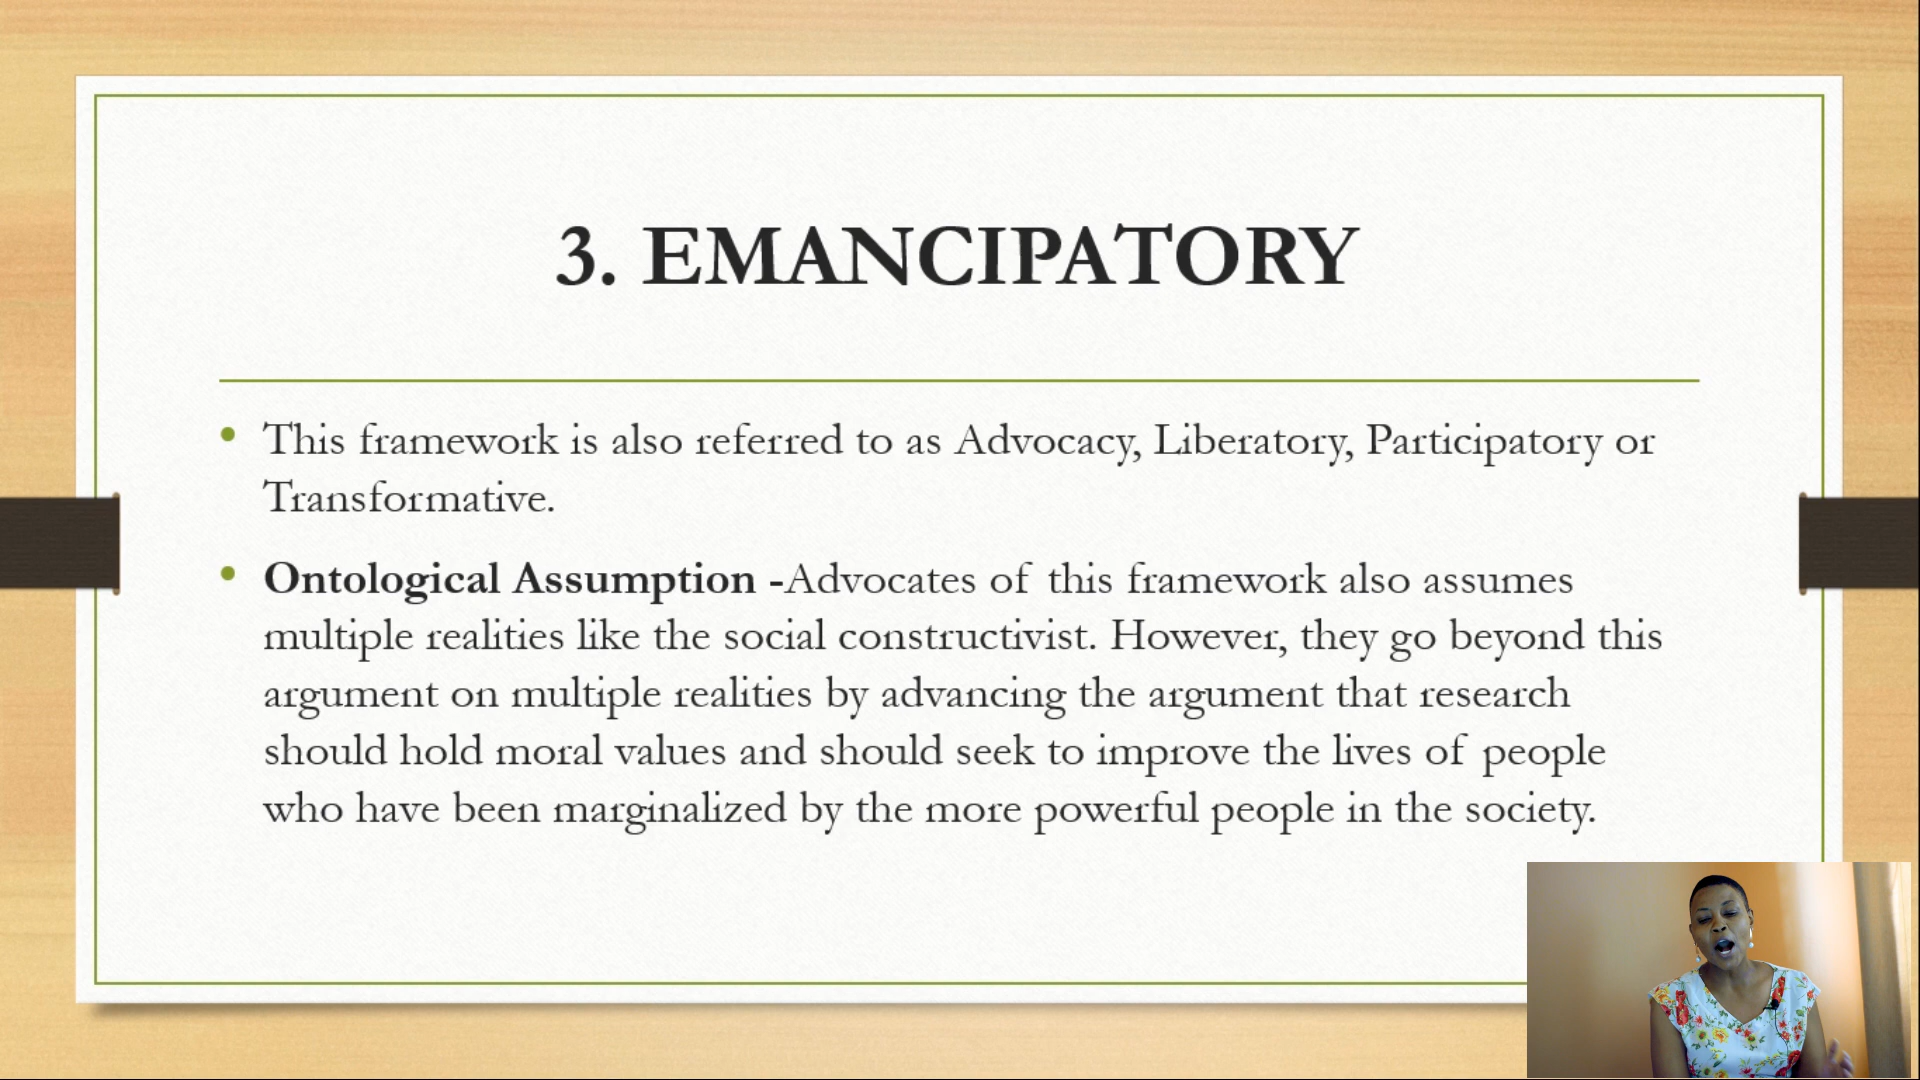 3. EMANCIPATORY
• This framework is also referred to as Advocacy, Liberatory, Participatory or
Transformative.
• Ontological Assumption -Advocates of this framework also assumes
multiple realities like the social constructivist. However, they go beyond this
argument on multiple realities by advancing the argument that research
should hold moral values and should seek to improve the lives of people
who have been marginalized by the more powerful people in the society.